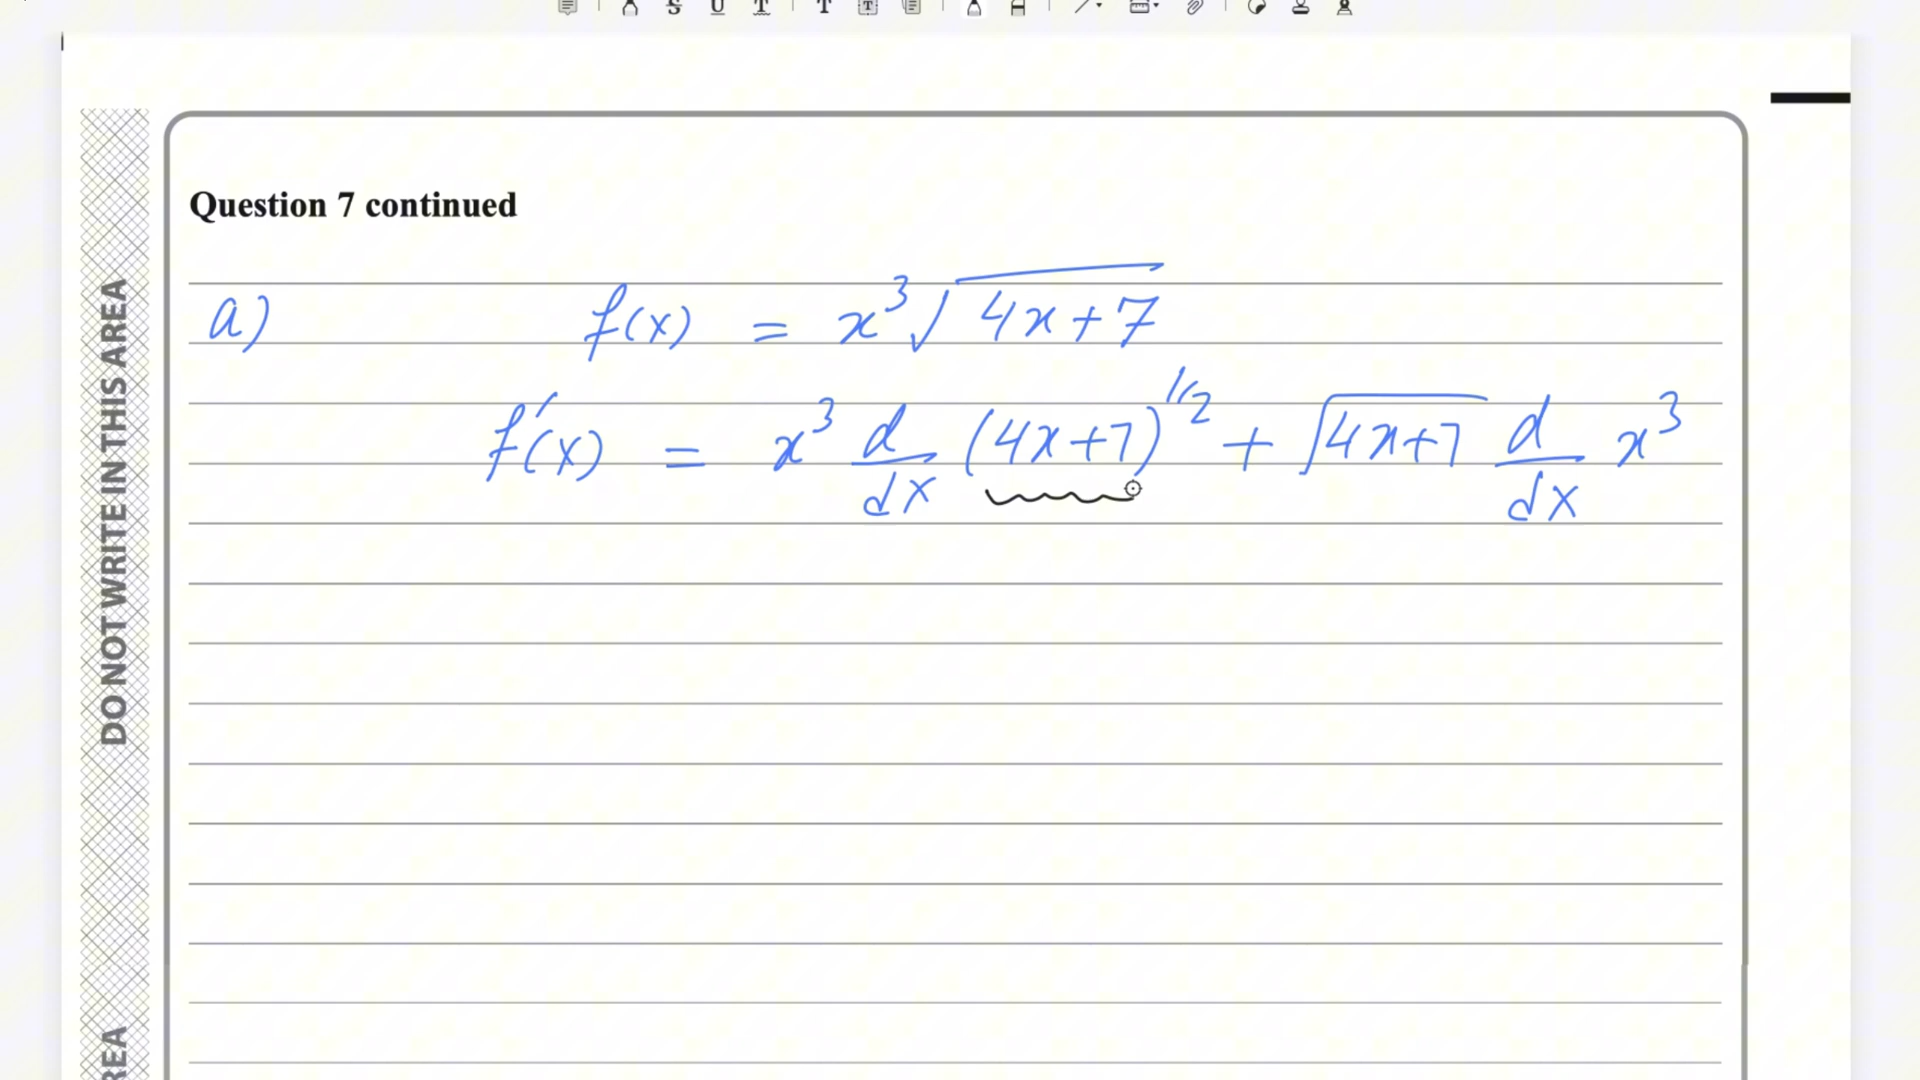 Question 7 continued
a) f(x) = x³√(4x+7)
f'(x) = x³ d/dx (4x+7)^1/2 + √(4x+7) d/dx x³
DO NOT WRITE IN THIS AREA
REA